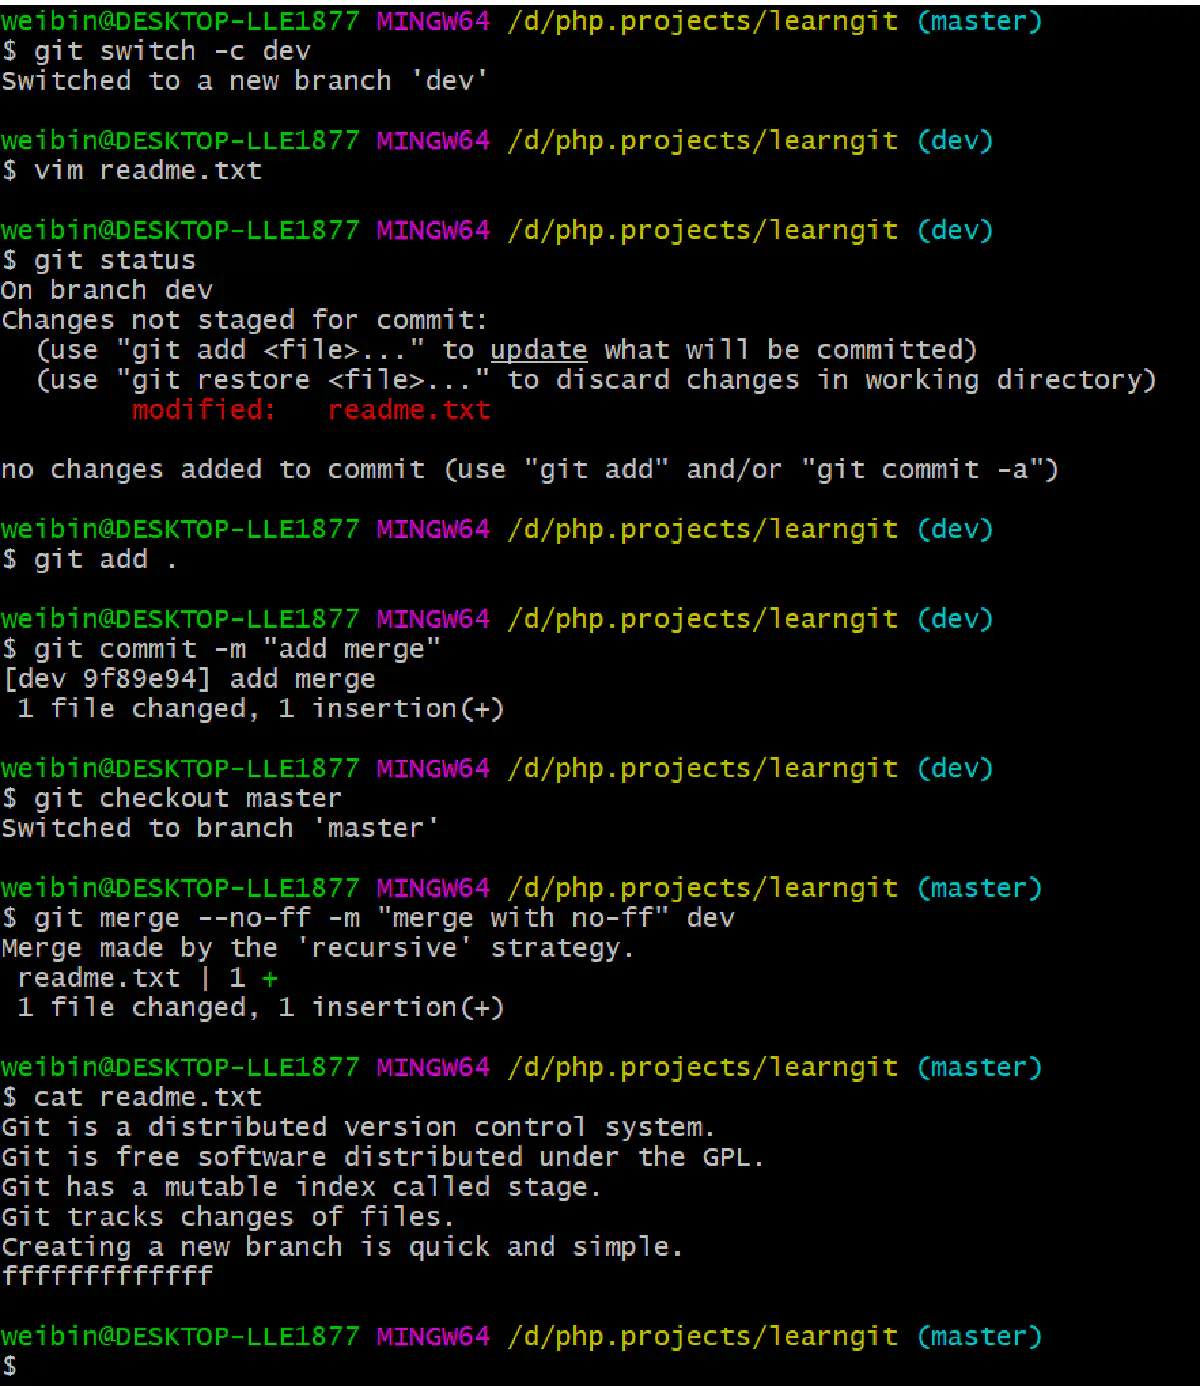 weibin@DESKTOP-LLE1877 MINGW64 /d/php.projects/learngit (master)
$ git switch -c dev
Switched to a new branch 'dev'
weibin@DESKTOP-LLE1877 MINGW64 /d/php.projects/learngit (dev)
$ vim readme.txt
weibin@DESKTOP-LLE1877 MINGW64 /d/php.projects/learngit (dev)
$ git status
On branch dev
Changes not staged for commit:
  (use "git add <file>..." to update what will be committed)
  (use "git restore <file>..." to discard changes in working directory)
        modified:   readme.txt
no changes added to commit (use "git add" and/or "git commit -a")
weibin@DESKTOP-LLE1877 MINGW64 /d/php.projects/learngit (dev)
$ git add .
weibin@DESKTOP-LLE1877 MINGW64 /d/php.projects/learngit (dev)
$ git commit -m "add merge"
[dev 9f89e94] add merge
 1 file changed, 1 insertion(+)
weibin@DESKTOP-LLE1877 MINGW64 /d/php.projects/learngit (dev)
$ git checkout master
Switched to branch 'master'
weibin@DESKTOP-LLE1877 MINGW64 /d/php.projects/learngit (master)
$ git merge --no-ff -m "merge with no-ff" dev
Merge made by the 'recursive' strategy.
 readme.txt | 1 +
 1 file changed, 1 insertion(+)
weibin@DESKTOP-LLE1877 MINGW64 /d/php.projects/learngit (master)
$ cat readme.txt
Git is a distributed version control system.
Git is free software distributed under the GPL.
Git has a mutable index called stage.
Git tracks changes of files.
Creating a new branch is quick and simple.
fffffffffffff
weibin@DESKTOP-LLE1877 MINGW64 /d/php.projects/learngit (master)
$